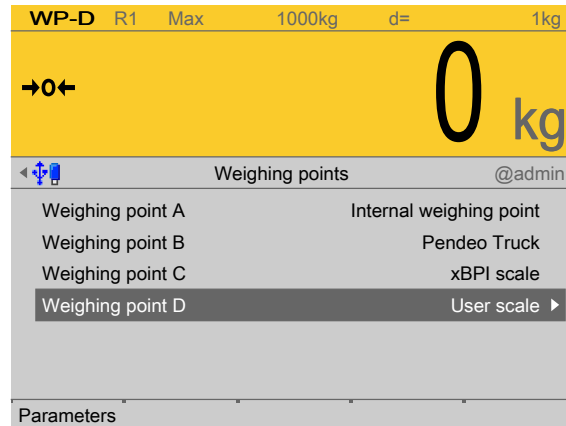 WP-D R1 Max 1000kg d= 1kg
→0← 0 kg
Weighing points @admin
Weighing point A Internal weighing point
Weighing point B Pendeo Truck
Weighing point C xBPI scale
Weighing point D User scale
Parameters